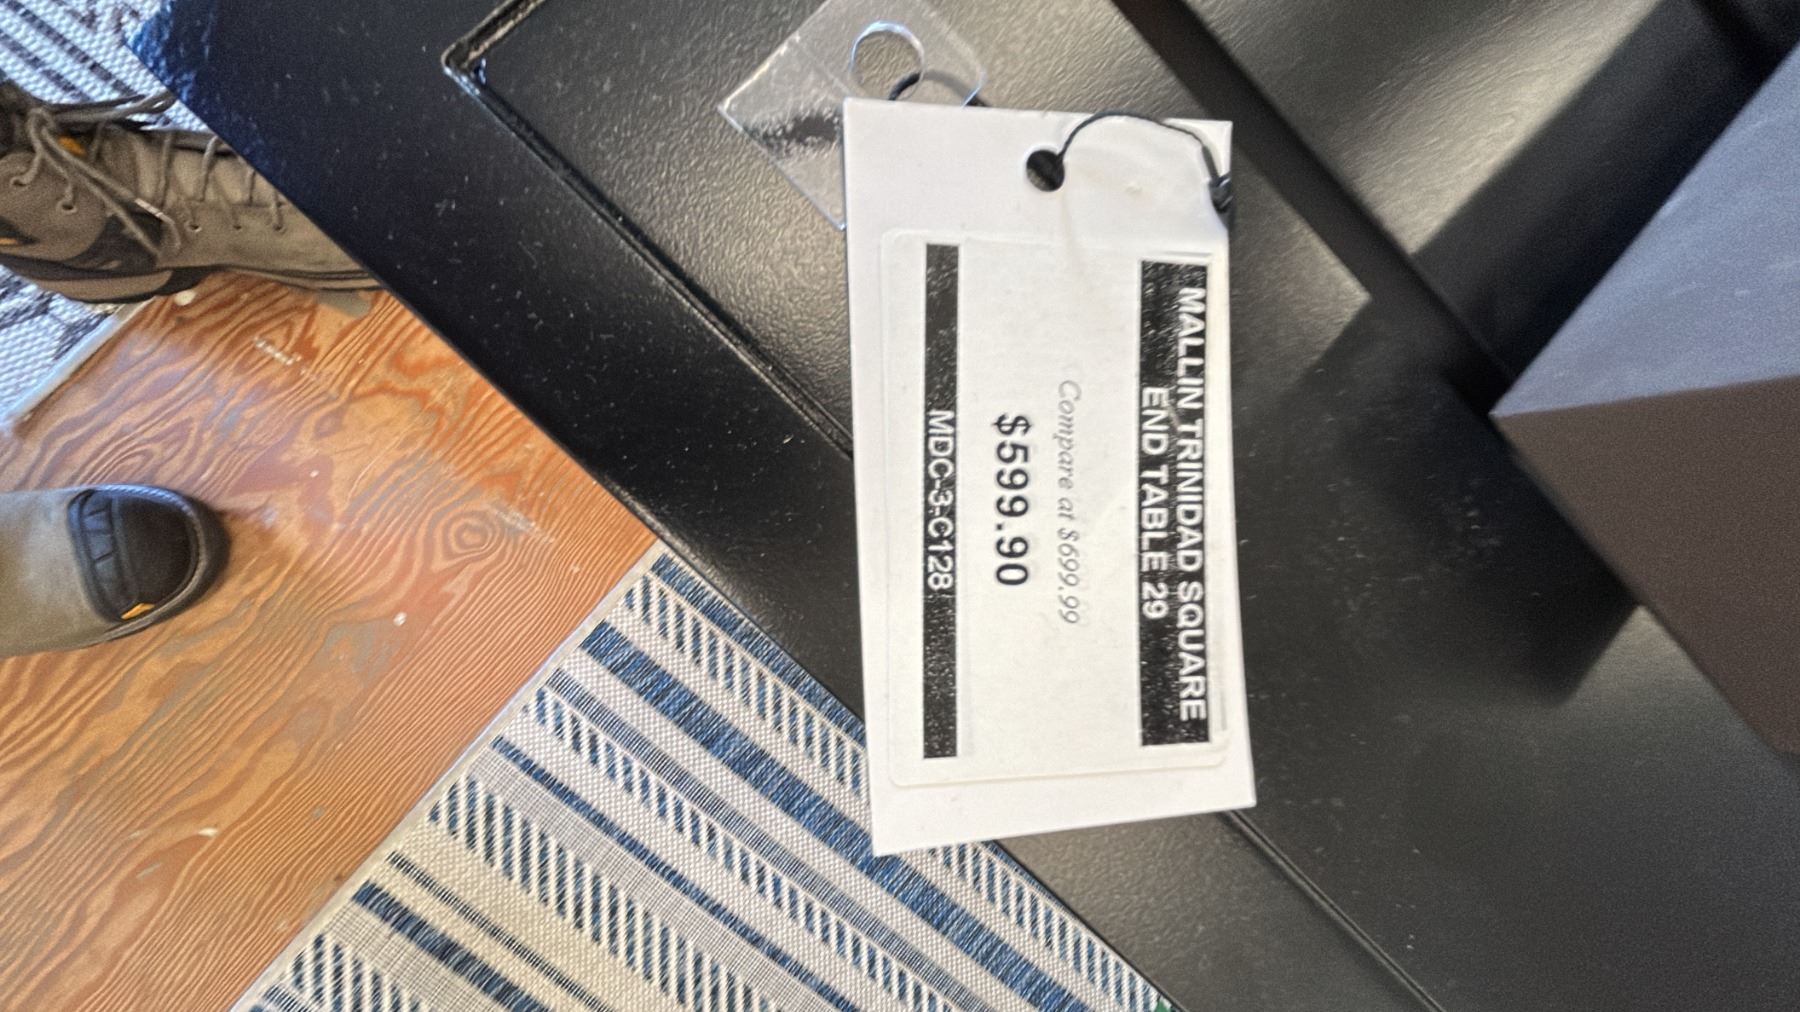 MALLIN TRINIDAD SQUARE
END TABLE 29
Compare at $699.99
$599.90
MDC-3-C128